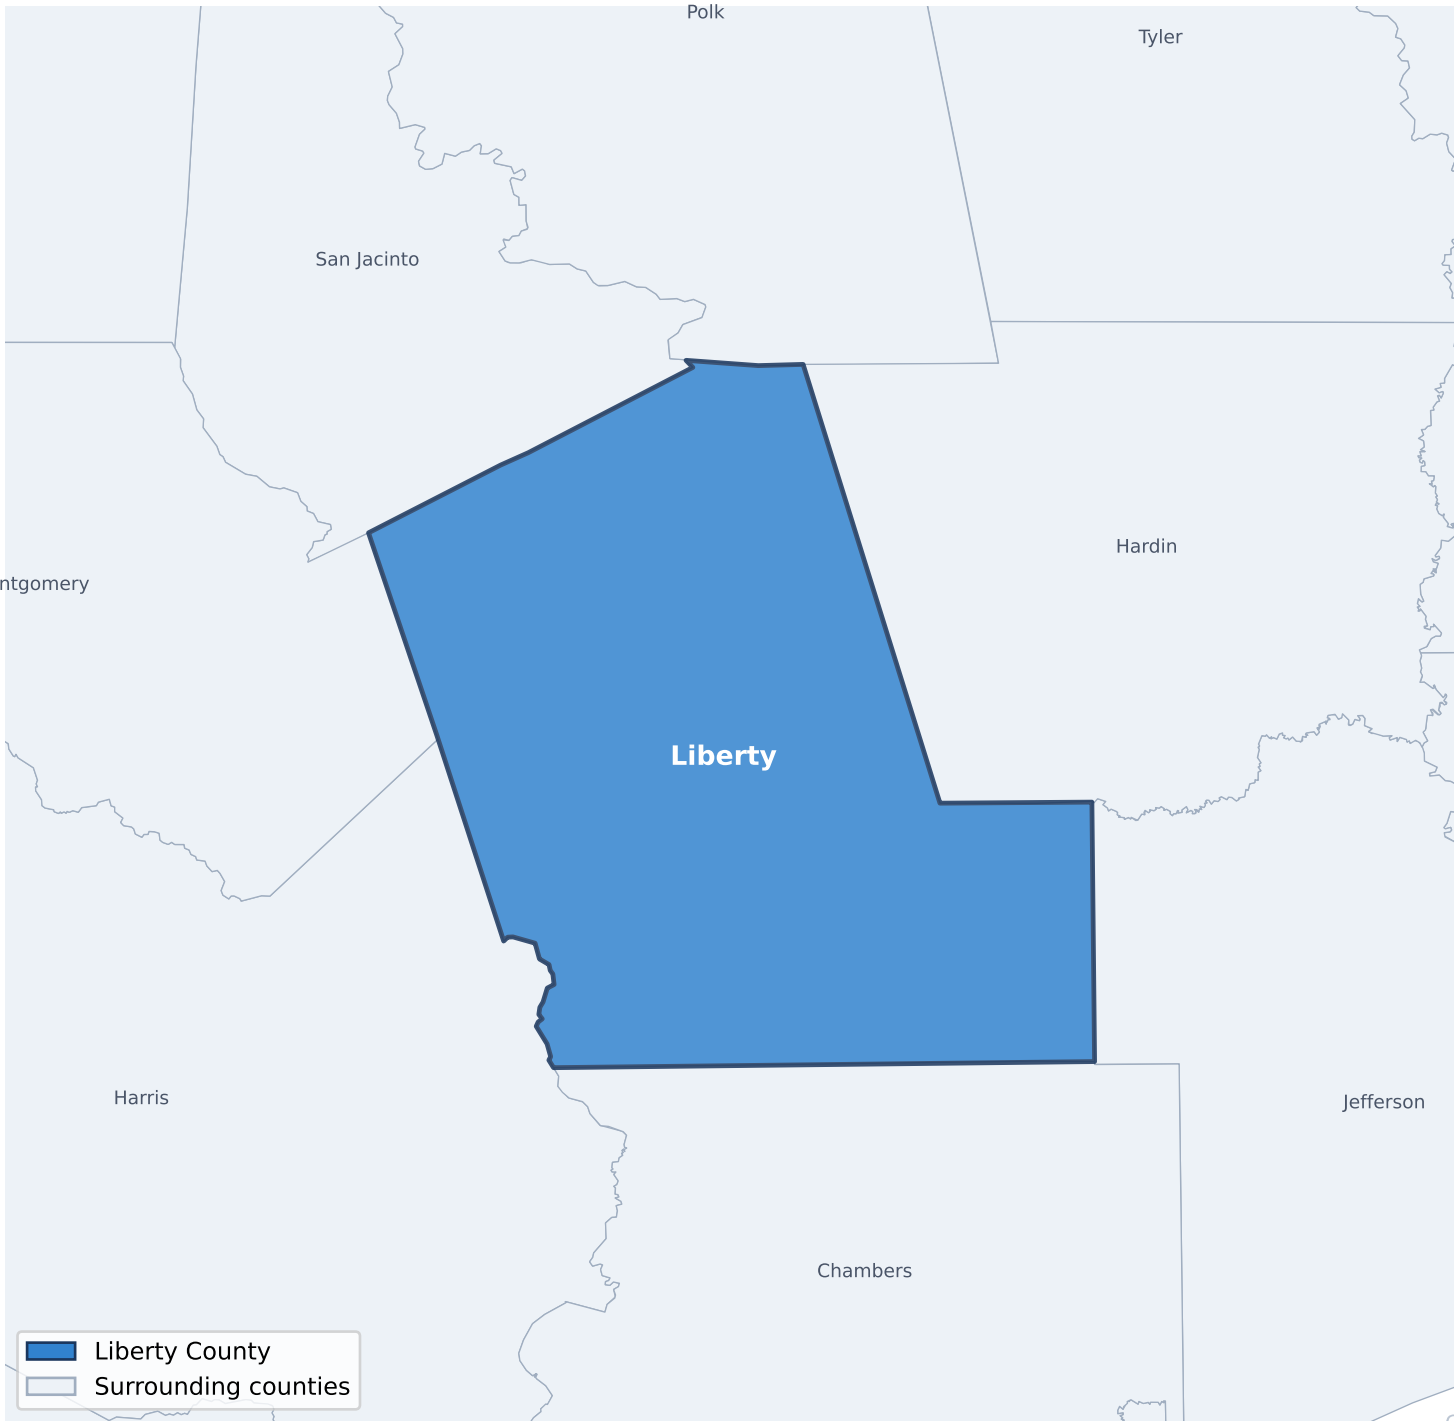 Polk
Tyler
San Jacinto
Hardin
ntgomery
Liberty
Harris
Jefferson
Chambers
Liberty County
Surrounding counties